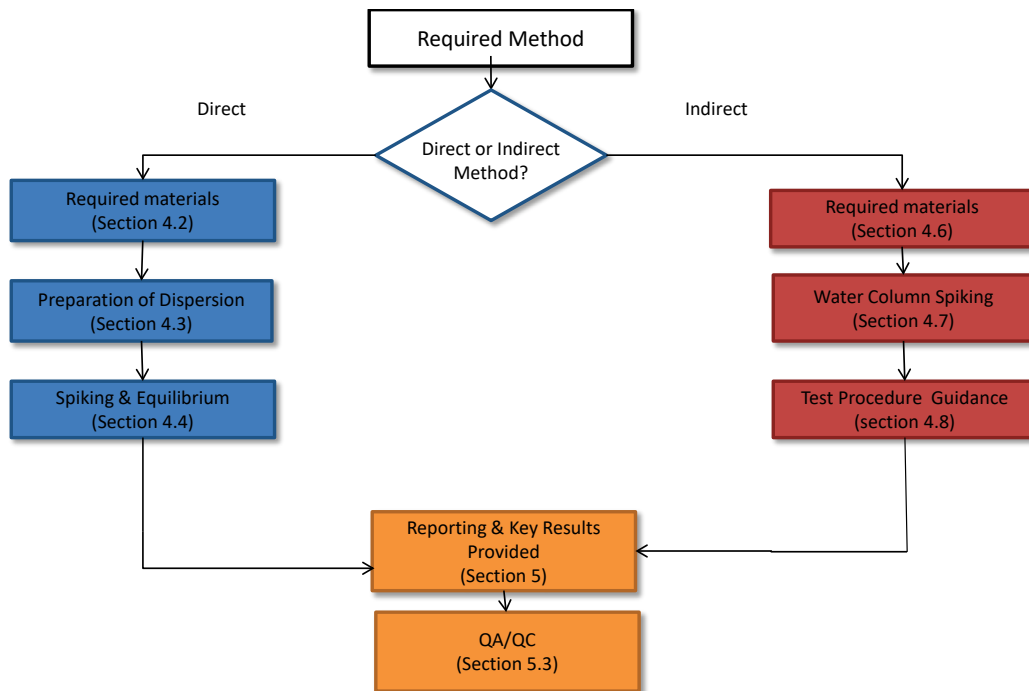 Required Method
Direct
Indirect
Direct or Indirect
Method?
Required materials
(Section 4.2)
Required materials
(Section 4.6)
Preparation of Dispersion
(Section 4.3)
Water Column Spiking
(Section 4.7)
Spiking & Equilibrium
(Section 4.4)
Test Procedure  Guidance
(section 4.8)
Reporting & Key Results
Provided
(Section 5)
QA/QC
(Section 5.3)